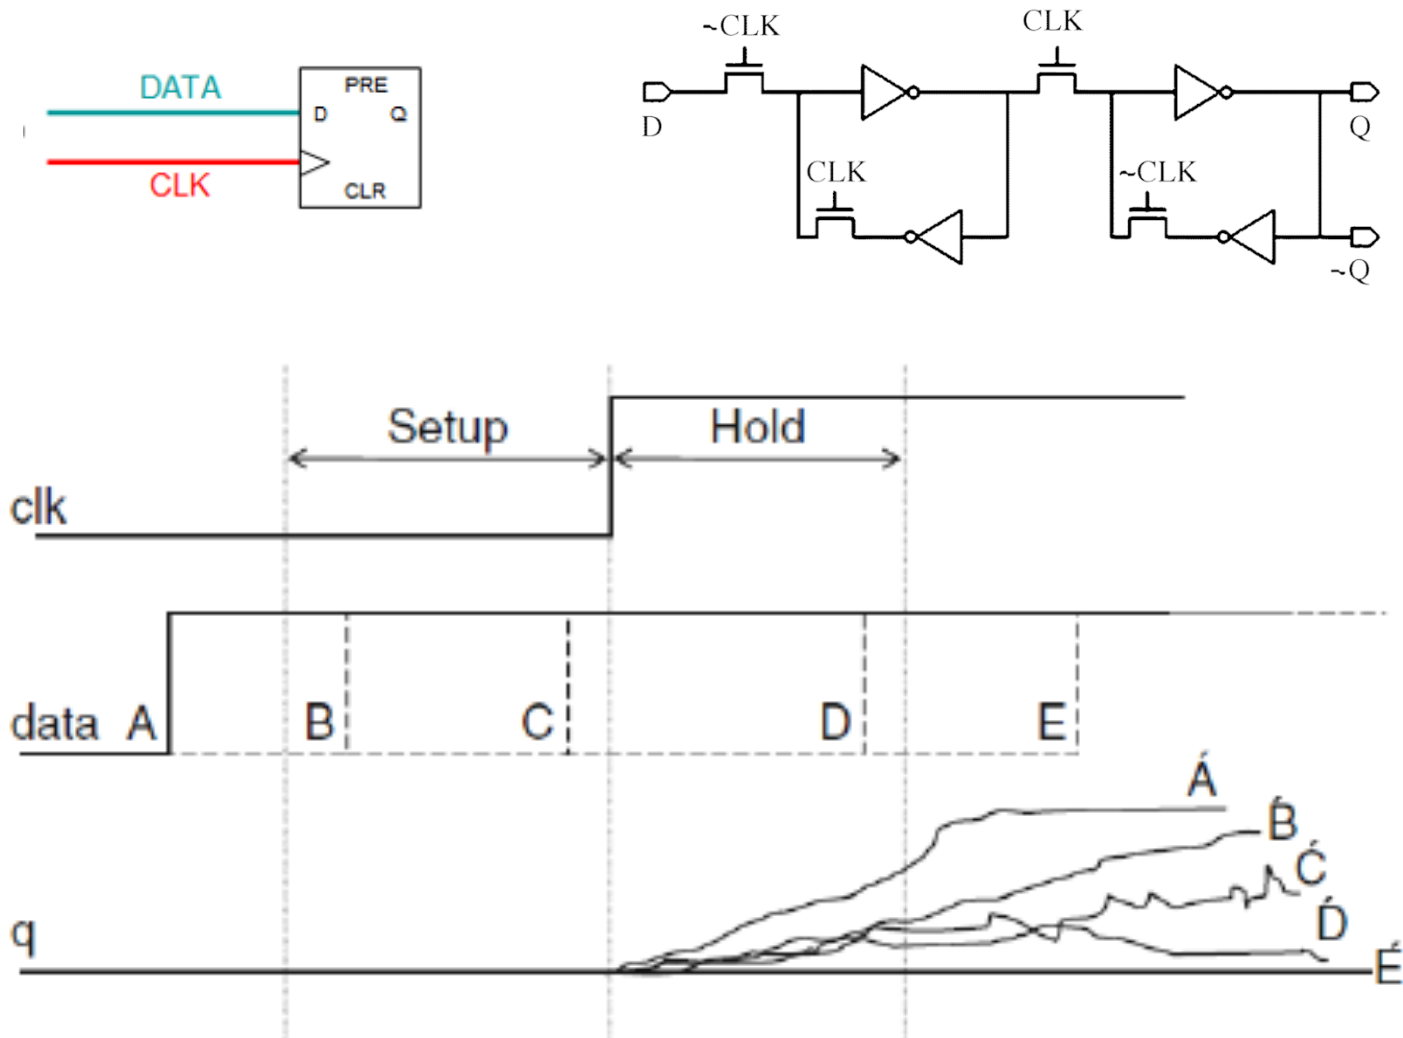 DATA
CLK
PRE
D Q
CLR
~CLK
CLK
D
Q
CLK
~CLK
~Q
Setup
Hold
clk
data A B C D E
Á
B́
Ć
D́
É
q